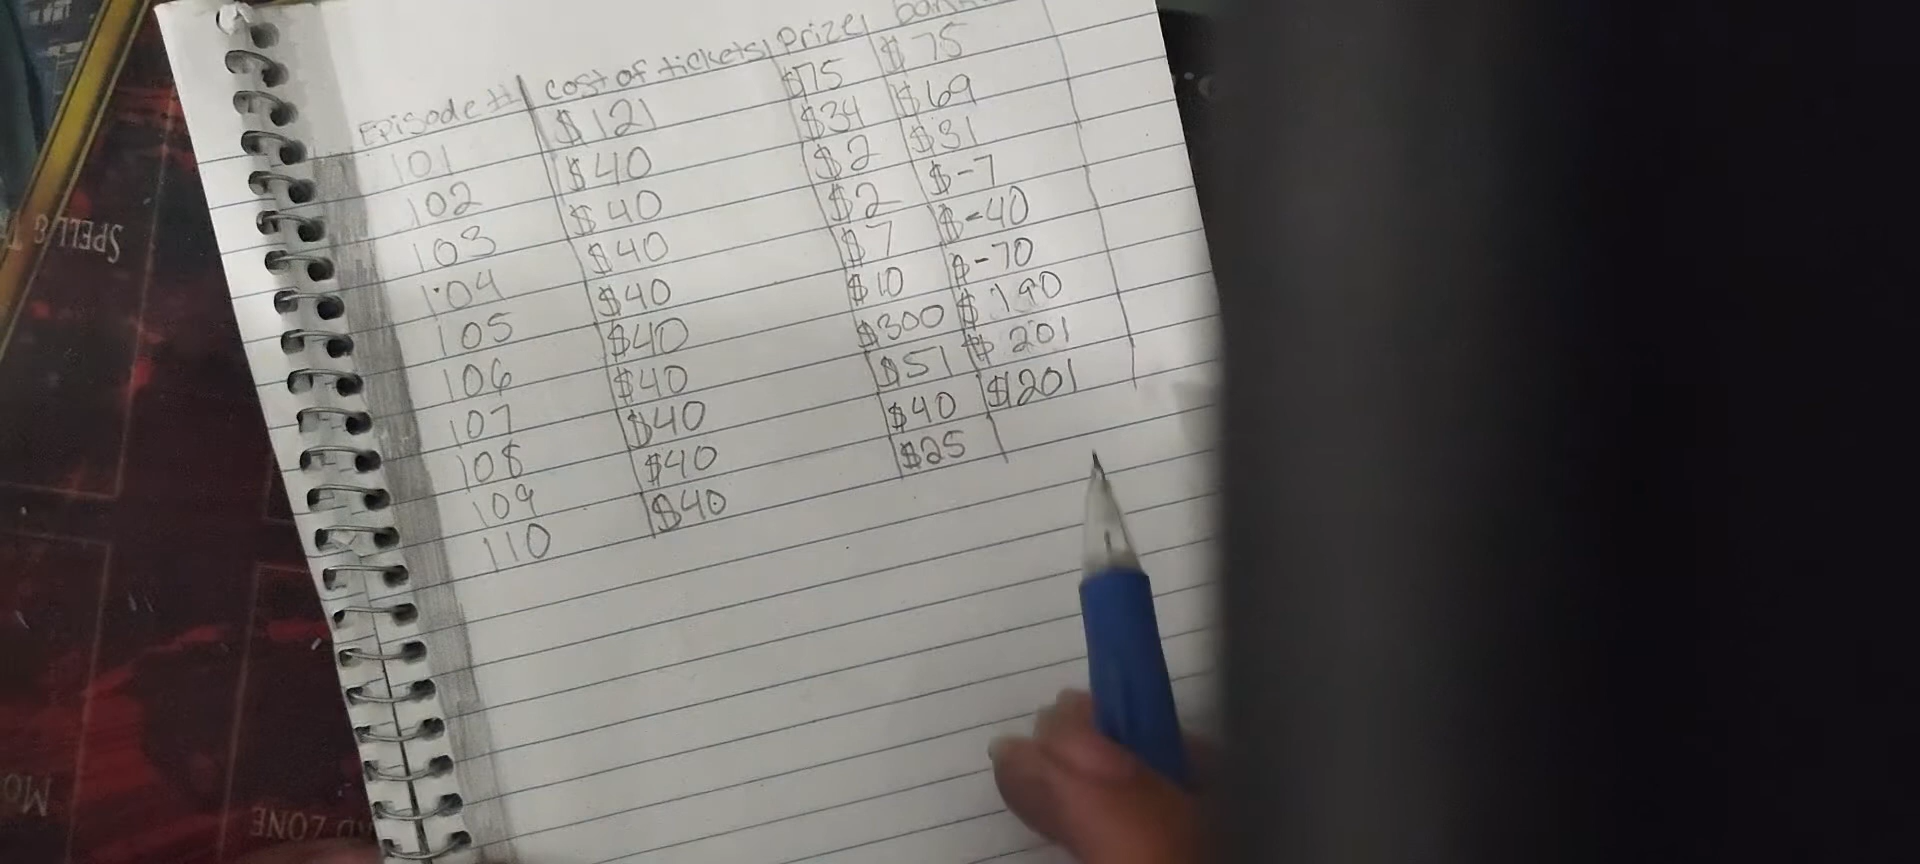 Episode # cost of tickets prize
101 $121 $75 $75
102 $40 $34 $69
103 $40 $2 $31
104 $40 $2 $-7
105 $40 $7 $-40
106 $40 $10 $-70
107 $40 $300 $190
108 $40 $51 $201
109 $40 $40 $201
110 $40 $25
SPELL &
ZONE